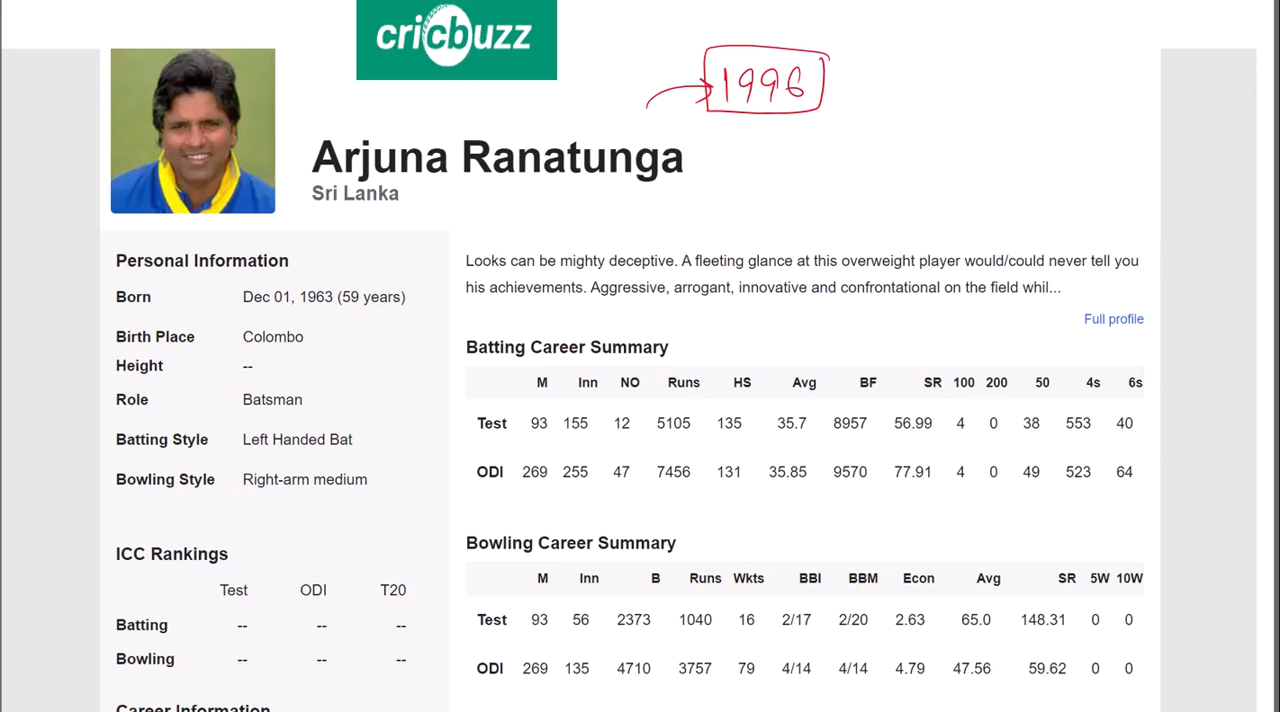 cricbuzz
1996
Arjuna Ranatunga
Sri Lanka
Personal Information
Born Dec 01, 1963 (59 years)
Birth Place Colombo
Height --
Role Batsman
Batting Style Left Handed Bat
Bowling Style Right-arm medium
ICC Rankings
Test ODI T20
Batting -- -- --
Bowling -- -- --
Career Information
Looks can be mighty deceptive. A fleeting glance at this overweight player would/could never tell you
his achievements. Aggressive, arrogant, innovative and confrontational on the field whil...
Full profile
Batting Career Summary
M Inn NO Runs HS Avg BF SR 100 200 50 4s 6s
Test 93 155 12 5105 135 35.7 8957 56.99 4 0 38 553 40
ODI 269 255 47 7456 131 35.85 9570 77.91 4 0 49 523 64
Bowling Career Summary
M Inn B Runs Wkts BBI BBM Econ Avg SR 5W 10W
Test 93 56 2373 1040 16 2/17 2/20 2.63 65.0 148.31 0 0
ODI 269 135 4710 3757 79 4/14 4/14 4.79 47.56 59.62 0 0